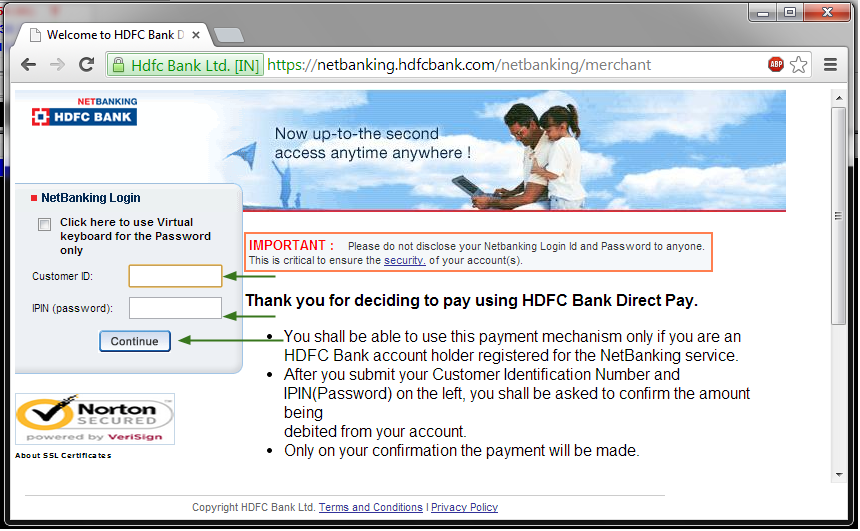 Welcome to HDFC Bank D
Hdfc Bank Ltd. [IN] https://netbanking.hdfcbank.com/netbanking/merchant
ABP
NETBANKING
HDFC BANK
Now up-to-the second
access anytime anywhere !
NetBanking Login
Click here to use Virtual
keyboard for the Password
only
Customer ID:
IPIN (password):
Continue
Norton
SECURED
powered by VeriSign
About SSL Certificates
IMPORTANT : Please do not disclose your Netbanking Login Id and Password to anyone.
This is critical to ensure the security. of your account(s).
Thank you for deciding to pay using HDFC Bank Direct Pay.
• You shall be able to use this payment mechanism only if you are an
HDFC Bank account holder registered for the NetBanking service.
• After you submit your Customer Identification Number and
IPIN(Password) on the left, you shall be asked to confirm the amount
being
debited from your account.
• Only on your confirmation the payment will be made.
Copyright HDFC Bank Ltd. Terms and Conditions I Privacy Policy